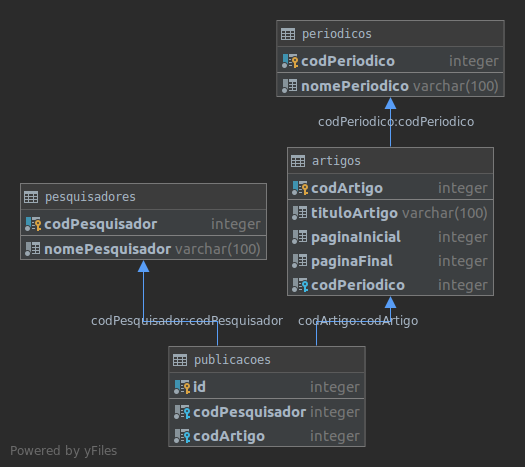 periodicos
codPeriodico integer
nomePeriodico varchar(100)
codPeriodico:codPeriodico
artigos
codArtigo integer
tituloArtigo varchar(100)
paginaInicial integer
paginaFinal integer
codPeriodico integer
pesquisadores
codPesquisador integer
nomePesquisador varchar(100)
codPesquisador:codPesquisador
codArtigo:codArtigo
publicacoes
id integer
codPesquisador integer
codArtigo integer
Powered by yFiles